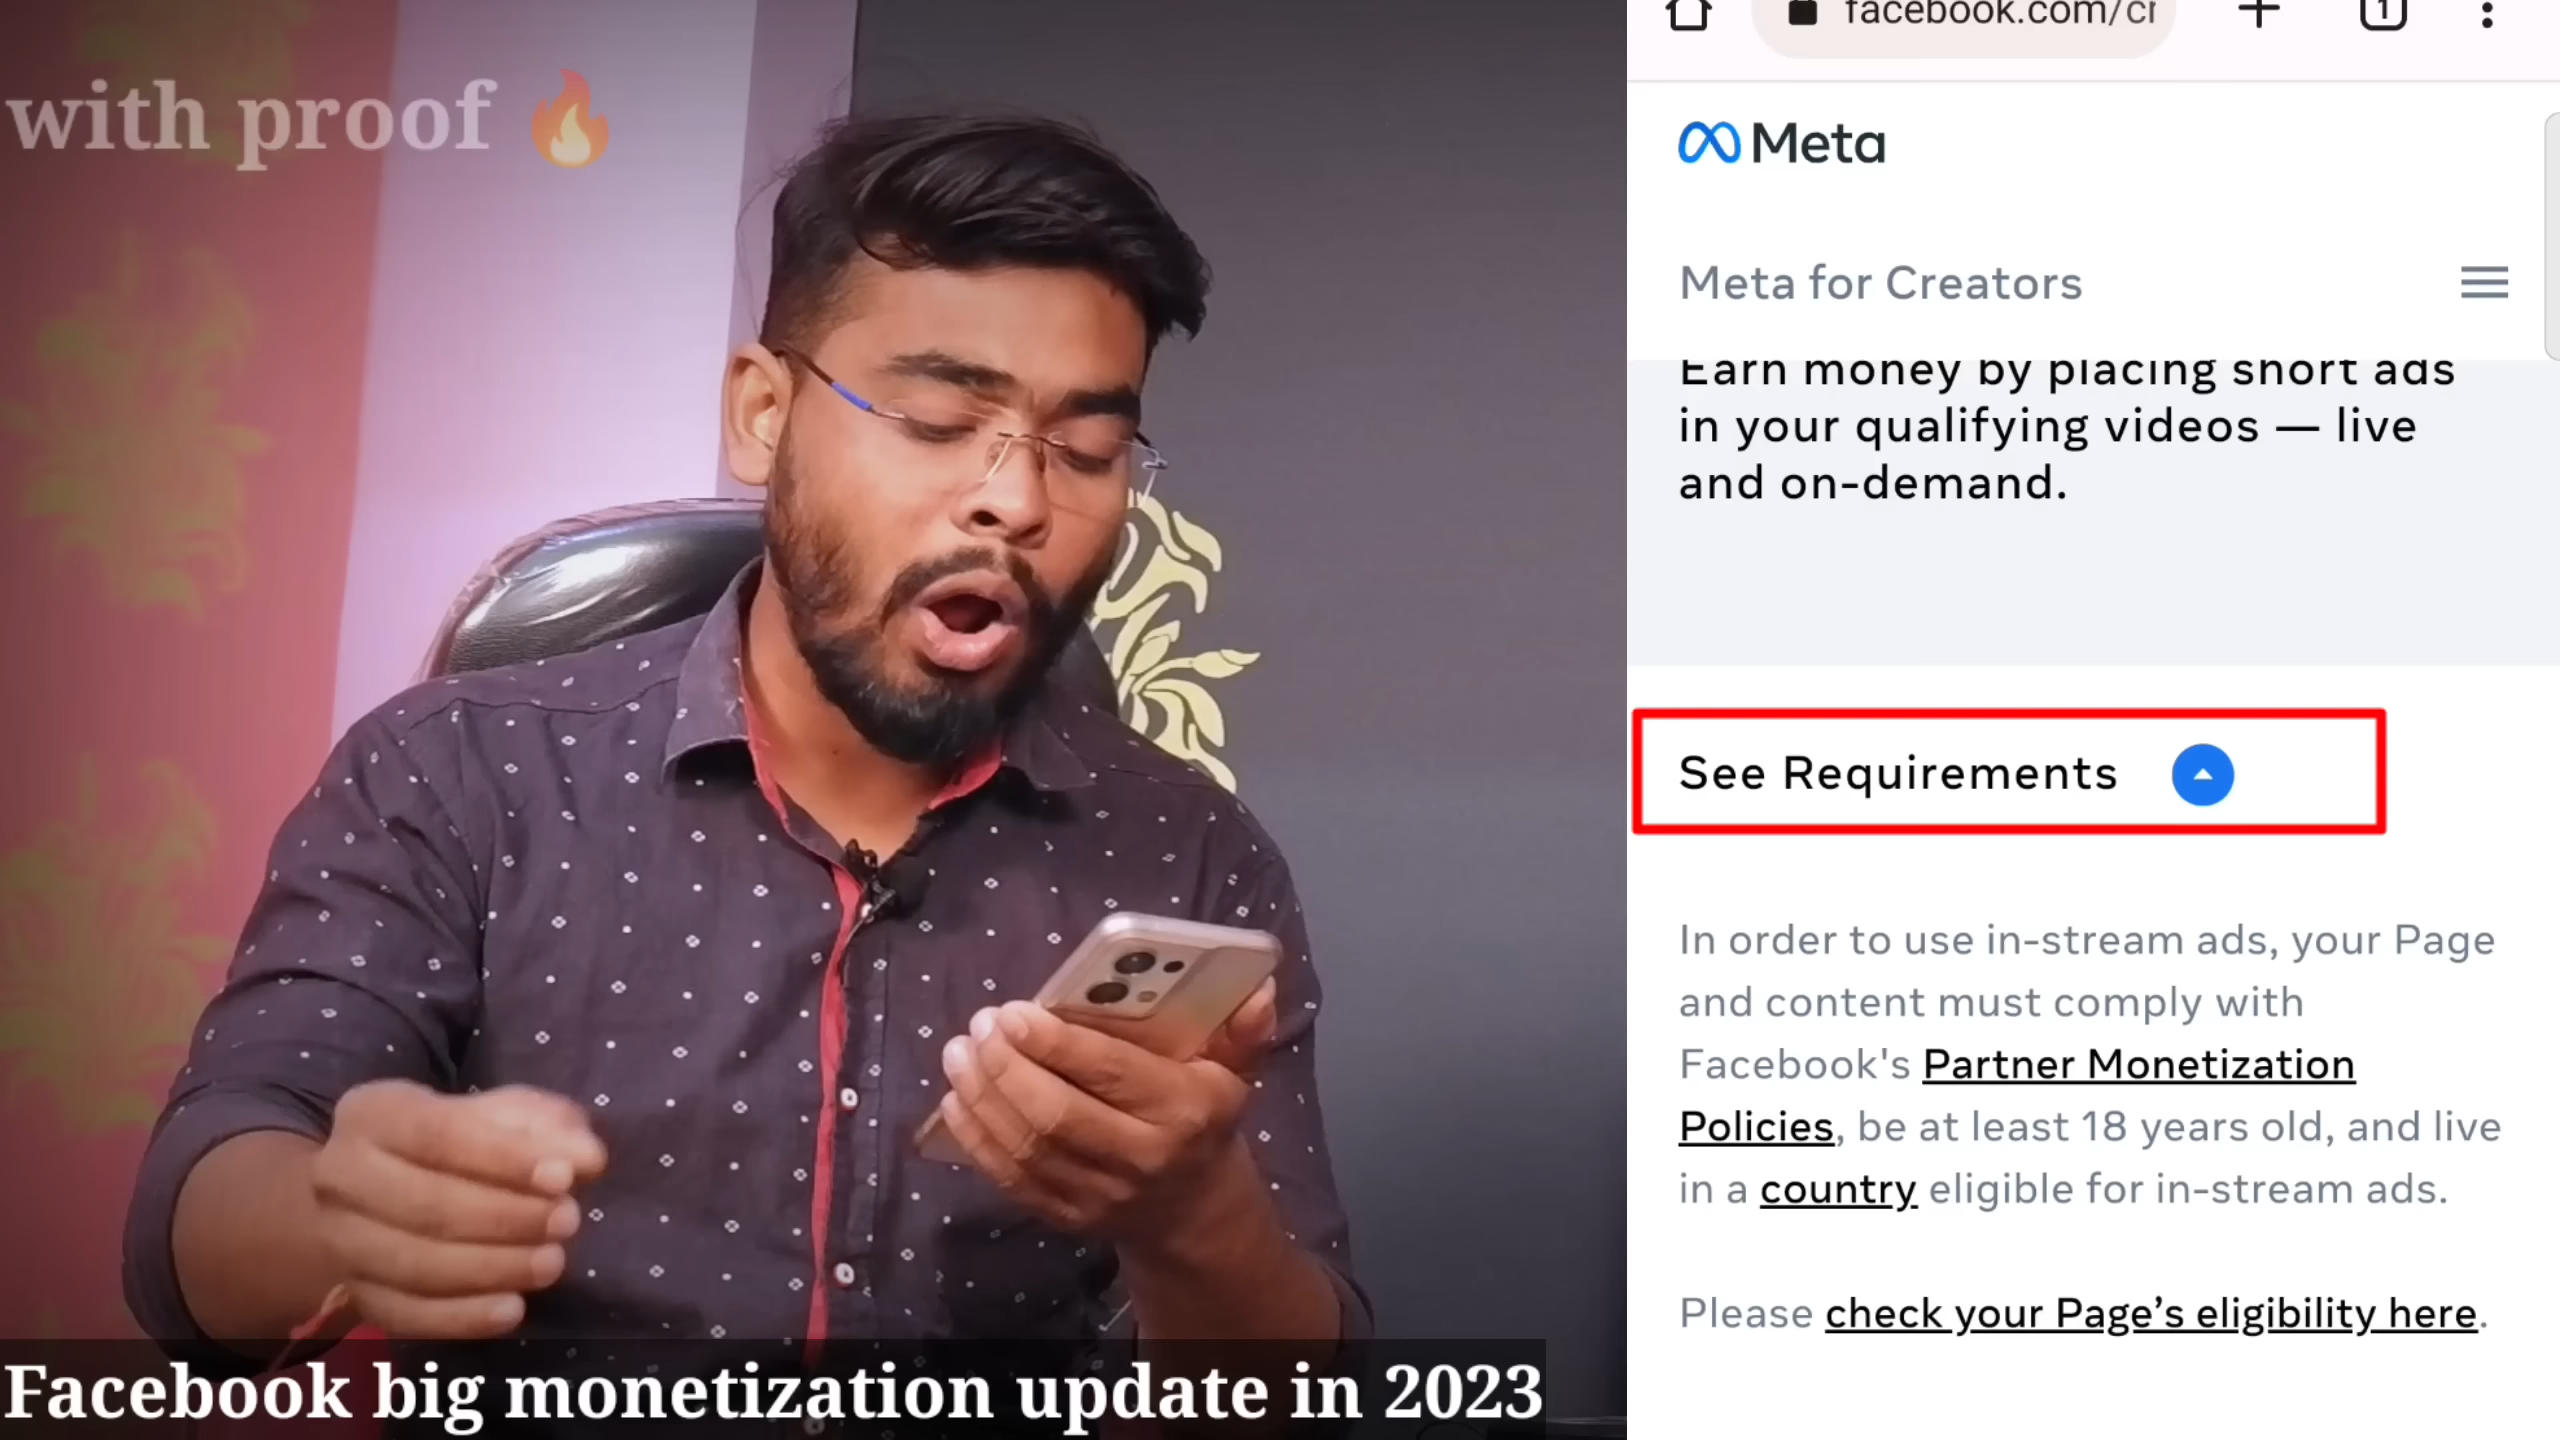 with proof 🔥
Facebook big monetization update in 2023
facebook.com/cr
1
Meta
Meta for Creators
Earn money by placing short ads
in your qualifying videos — live
and on-demand.
See Requirements
In order to use in-stream ads, your Page
and content must comply with
Facebook's Partner Monetization
Policies, be at least 18 years old, and live
in a country eligible for in-stream ads.
Please check your Page’s eligibility here.